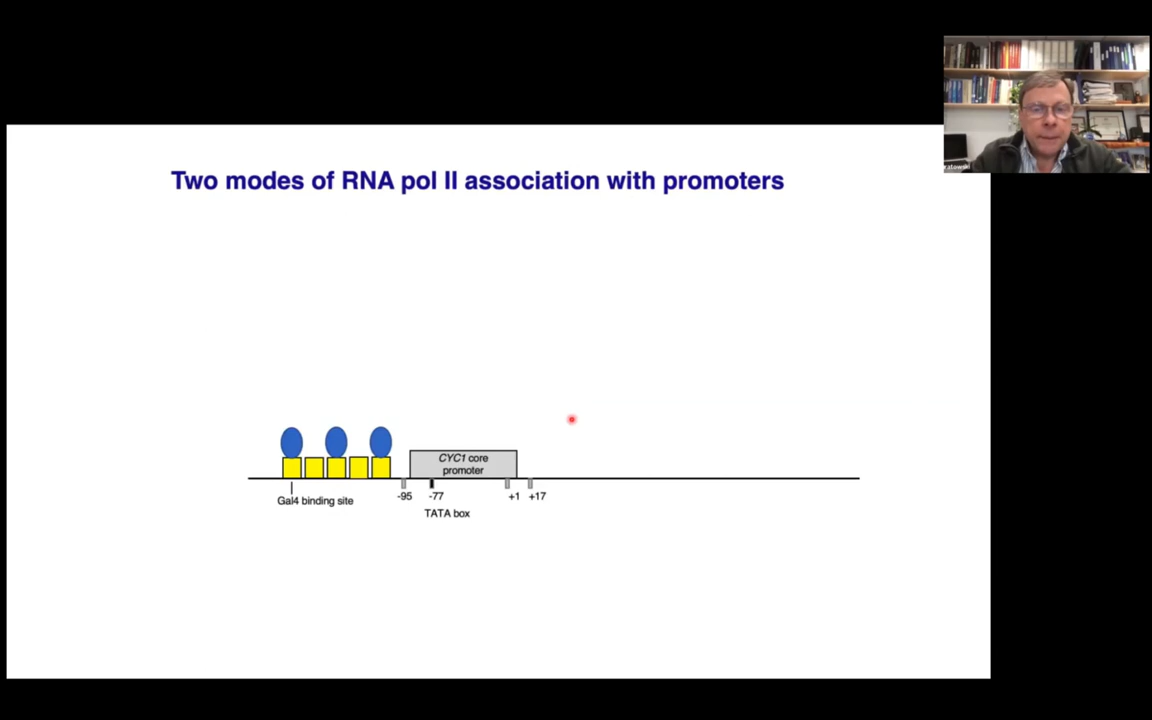 Two modes of RNA pol II association with promoters
CYC1 core
promoter
-95
-77
+1
+17
Gal4 binding site
TATA box
ratowski